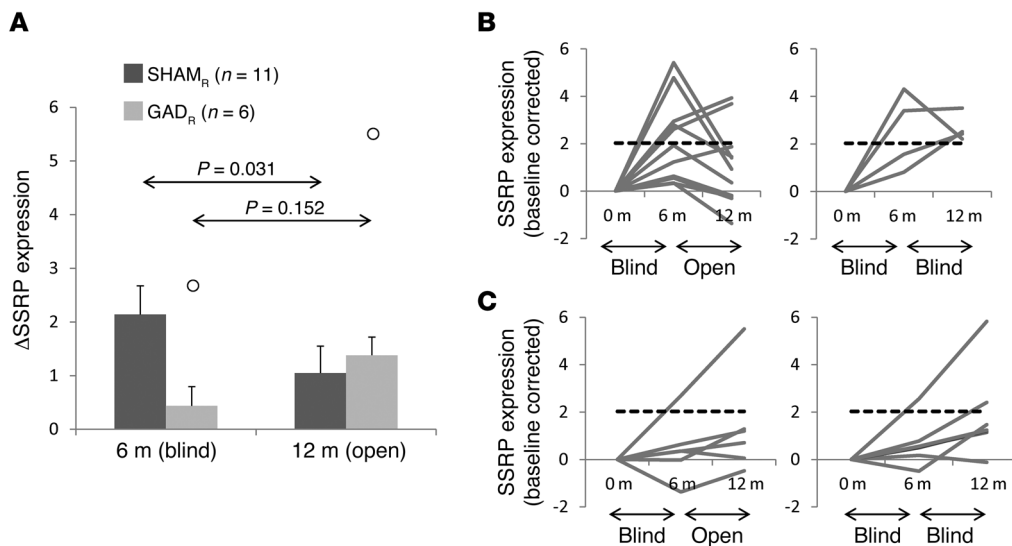 A
SHAMR (n = 11)
GADR (n = 6)
ΔSSRP expression
6
5
4
3
2
1
0
P = 0.031
P = 0.152
6 m (blind)
12 m (open)
B
SSRP expression
(baseline corrected)
6
4
2
0
-2
0 m
6 m
12 m
Blind
Open
6
4
2
0
-2
0 m
6 m
12 m
Blind
Blind
C
SSRP expression
(baseline corrected)
6
4
2
0
-2
0 m
6 m
12 m
Blind
Open
6
4
2
0
-2
0 m
6 m
12 m
Blind
Blind